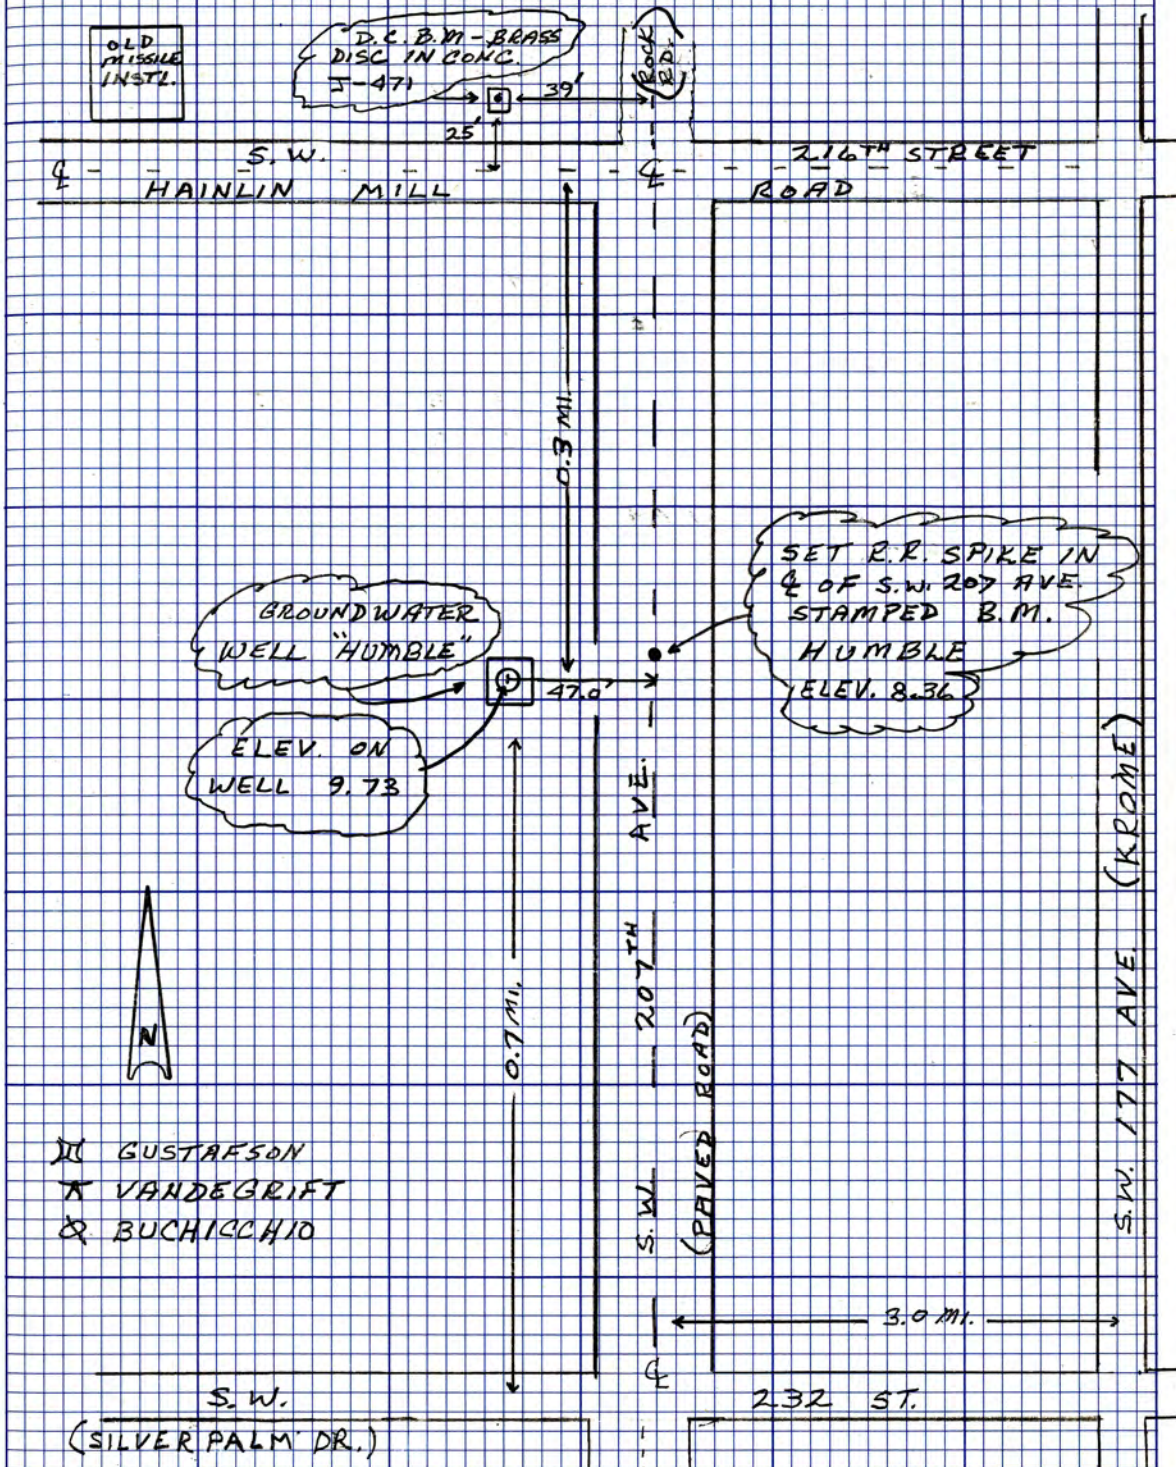 OLD
MISSILE
INSTL.
D.C. B.M - BRASS
DISC IN CONC.
J-471
39'
25'
ROCK
RD.
S.W. 216TH STREET
℄ ℄
HAINLIN MILL ROAD
0.3 MI.
SET R.R. SPIKE IN
℄ OF S.W. 207 AVE.
STAMPED B.M.
HUMBLE
ELEV. 8.36
GROUNDWATER
WELL "HUMBLE"
47.0'
ELEV. ON
WELL 9.73
0.7 MI.
S.W. 207TH AVE.
(PAVED ROAD)
S.W. 177 AVE. (KROME)
N
GUSTAFSON
VANDEGRIFT
BUCHICCHIO
3.0 MI.
℄
S.W. 232 ST.
(SILVER PALM DR.)